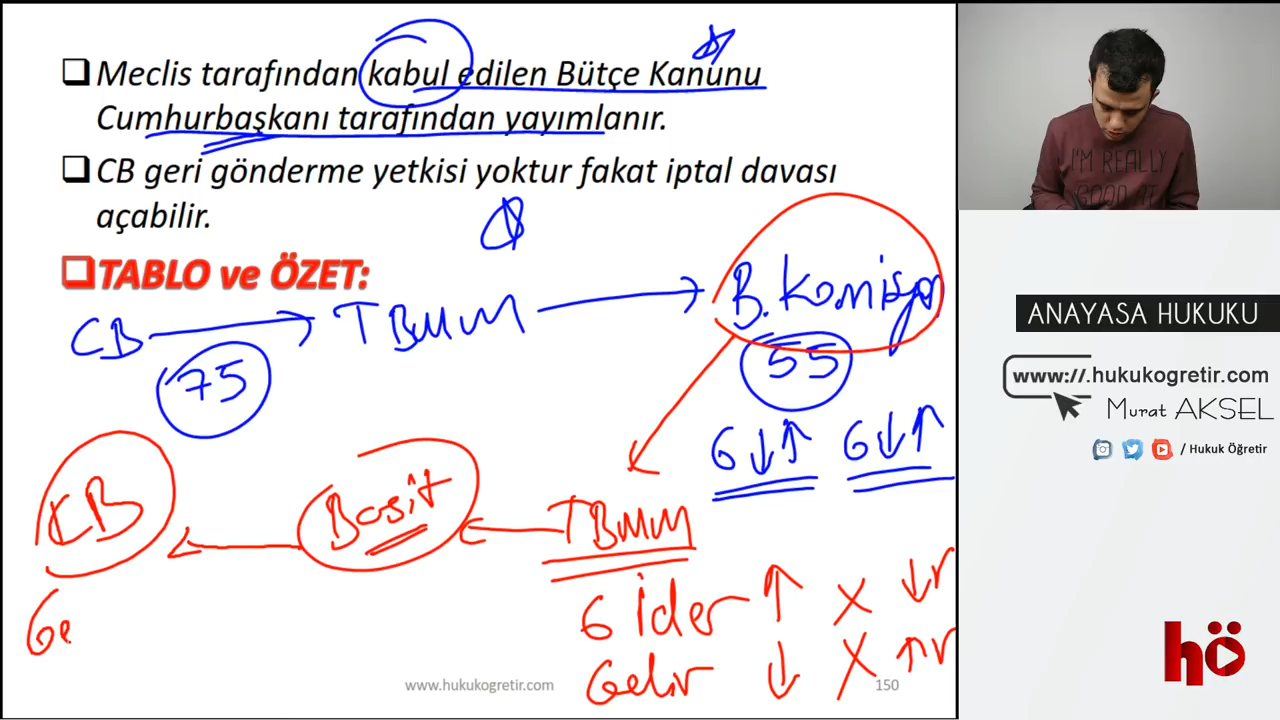 Meclis tarafından kabul edilen Bütçe Kanunu
Cumhurbaşkanı tarafından yayımlanır.
CB geri gönderme yetkisi yoktur fakat iptal davası
açabilir.
TABLO ve ÖZET:
CB TBMM B. Komisyon
75 55
G G
CB Basit TBMM
Ge
Gider
Gelir
www.hukukogretir.com 150
I'M REALLY
GOOD AT
ANAYASA HUKUKU
www://.hukukogretir.com
Murat AKSEL
/ Hukuk Öğretir
hö